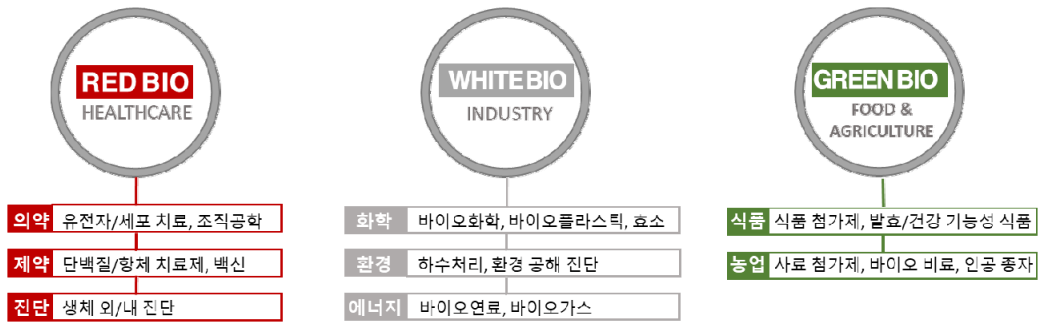 RED BIO
HEALTHCARE
의약 유전자/세포 치료, 조직공학
제약 단백질/항체 치료제, 백신
진단 생체 외/내 진단
WHITE BIO
INDUSTRY
화학 바이오화학, 바이오플라스틱, 효소
환경 하수처리, 환경 공해 진단
에너지 바이오연료, 바이오가스
GREEN BIO
FOOD &
AGRICULTURE
식품 식품 첨가제, 발효/건강 기능성 식품
농업 사료 첨가제, 바이오 비료, 인공 종자